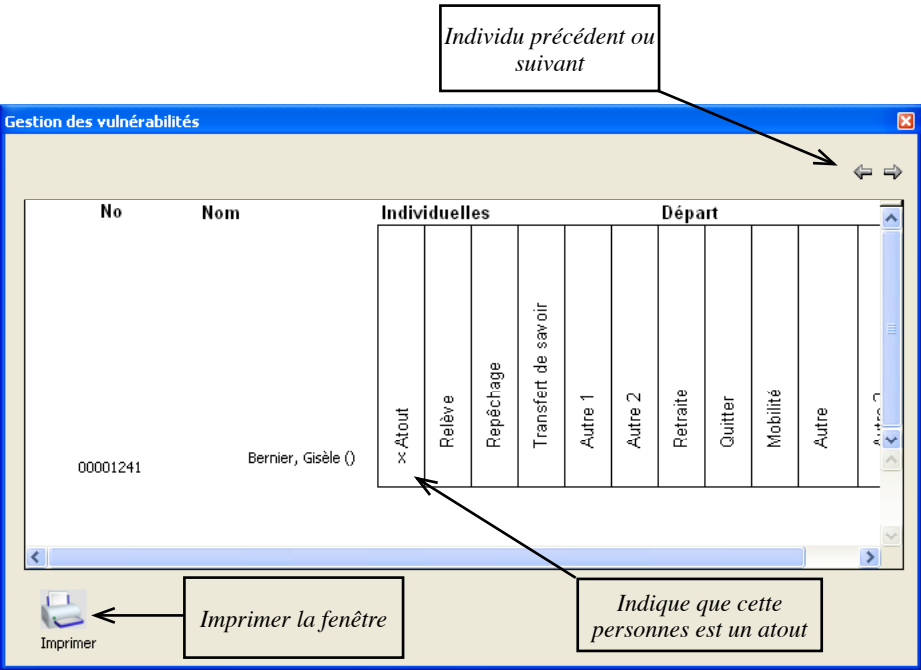 Individu précédent ou
suivant
Gestion des vulnérabilités
No Nom Individuelles Départ
× Atout
Relève
Repêchage
Transfert de savoir
Autre 1
Autre 2
Retraite
Quitter
Mobilité
Autre
00001241 Bernier, Gisèle ()
Imprimer la fenêtre
Indique que cette
personnes est un atout
Imprimer